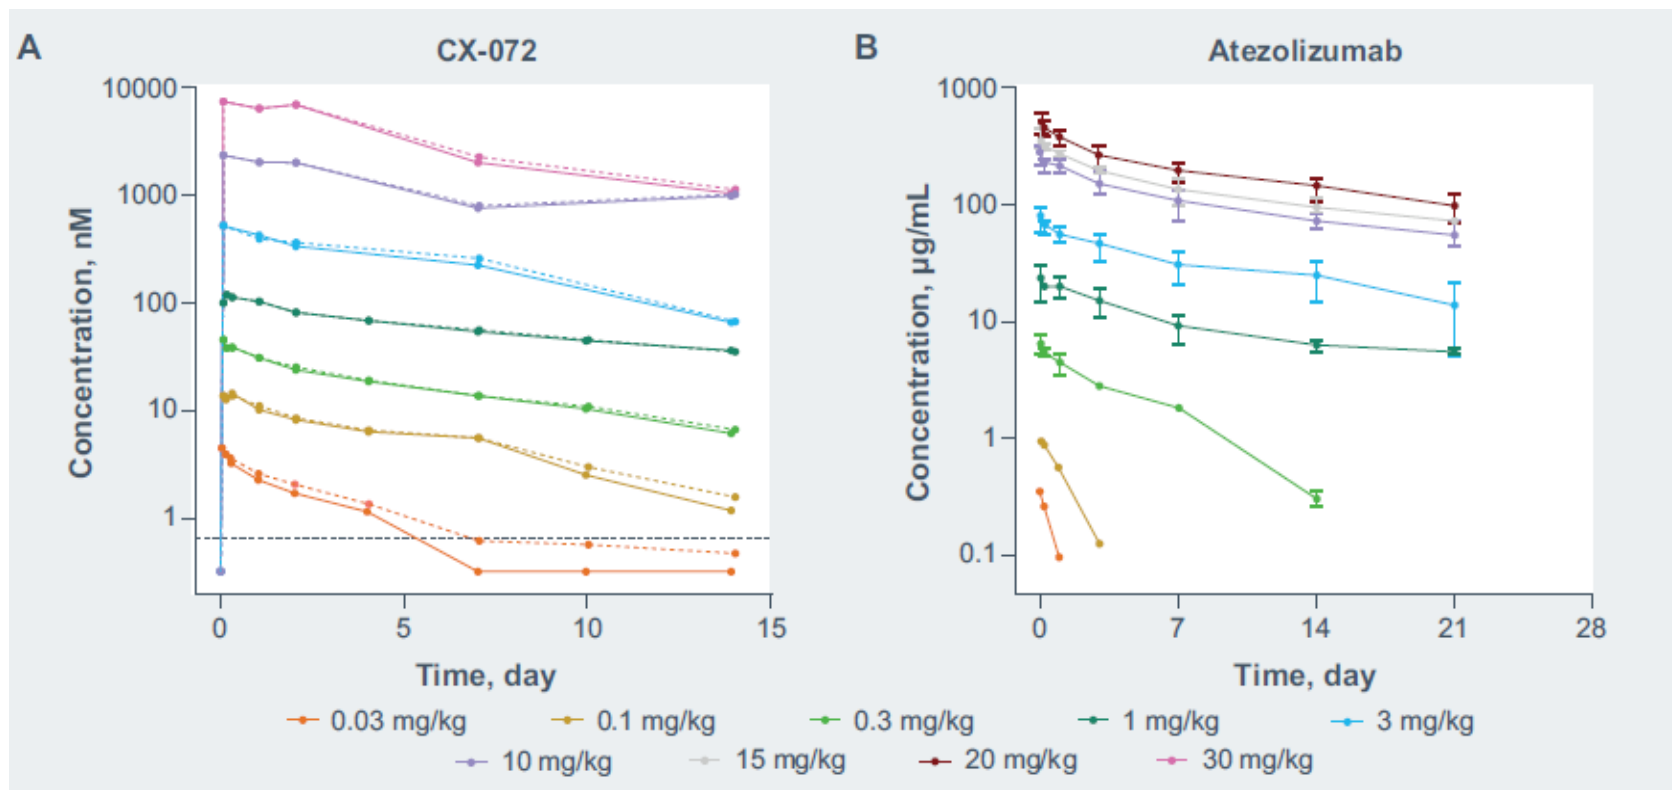 A
CX-072
10000
1000
100
10
1
Concentration, nM
0
5
10
15
Time, day
B
Atezolizumab
1000
100
10
1
0.1
Concentration, µg/mL
0
7
14
21
28
Time, day
0.03 mg/kg
0.1 mg/kg
0.3 mg/kg
1 mg/kg
3 mg/kg
10 mg/kg
15 mg/kg
20 mg/kg
30 mg/kg